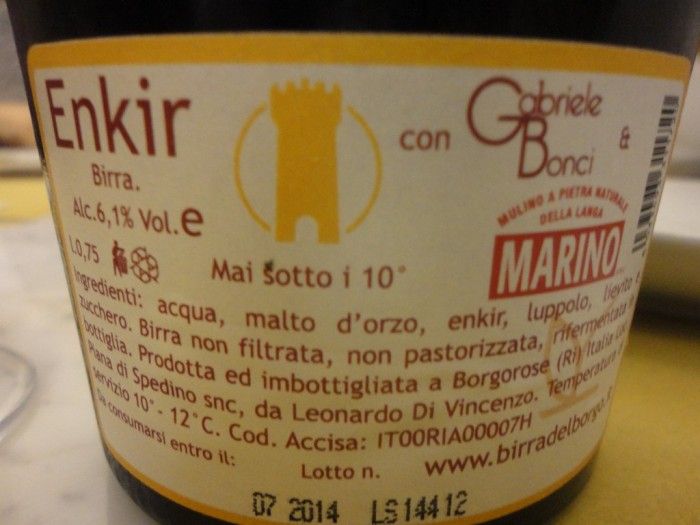 Enkir
Birra.
Alc.6,1% Vol.e
L0,75
con Gabriele Bonci &
MULINO A PIETRA NATURALE
DELLA LANGA
MARINO
Mai sotto i 10°
Ingredienti: acqua, malto d'orzo, enkir, luppolo, lievito e
zucchero. Birra non filtrata, non pastorizzata, rifermentata in
bottiglia. Prodotta ed imbottigliata a Borgorose (Ri) Italia Loc.
Piana di Spedino snc, da Leonardo Di Vincenzo. Temperatura
servizio 10°- 12°C. Cod. Accisa: IT00RIA00007H
Da consumarsi entro il:
Lotto n.
www.birradelborgo.it
07 2014 LS14412